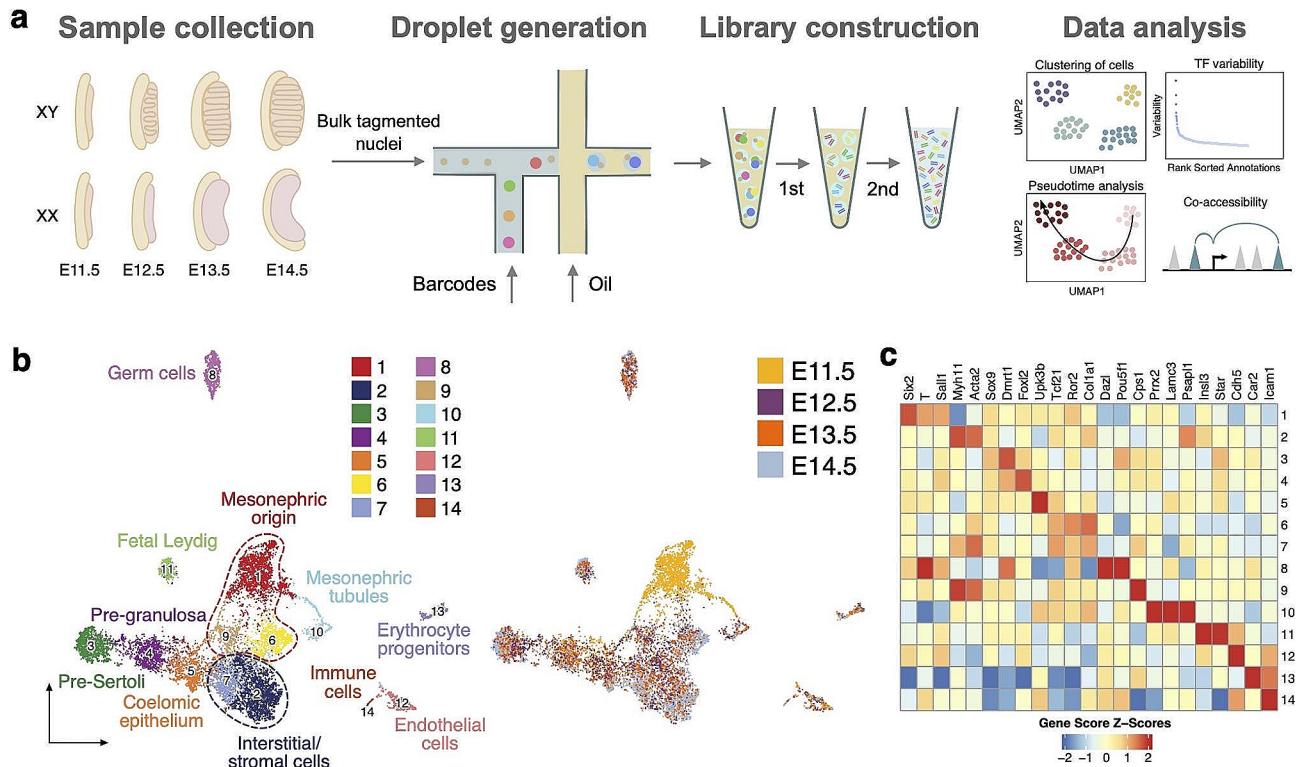 a
Sample collection
Droplet generation
Library construction
Data analysis
XY
XX
E11.5
E12.5
E13.5
E14.5
Bulk tagmented
nuclei
Barcodes
Oil
1st
2nd
Clustering of cells
UMAP2
UMAP1
TF variability
Variability
Rank Sorted Annotations
Pseudotime analysis
UMAP2
UMAP1
Co-accessibility
b
Germ cells
8
1
2
3
4
5
6
7
8
9
10
11
12
13
14
Mesonephric
origin
1
Fetal Leydig
11
Mesonephric
tubules
10
Pre-granulosa
4
9
6
13
Erythrocyte
progenitors
3
Pre-Sertoli
5
Coelomic
epithelium
7
2
Immune
cells
14
12
Endothelial
cells
Interstitial/
stromal cells
E11.5
E12.5
E13.5
E14.5
c
Six2
T
Sall1
Myh11
Acta2
Sox9
Dmrt1
Foxl2
Upk3b
Tcf21
Ror2
Col1a1
Dazl
Pou5f1
Cps1
Prrx2
Lamc3
Psapl1
Insl3
Star
Cdh5
Car2
Icam1
1
2
3
4
5
6
7
8
9
10
11
12
13
14
Gene Score Z-Scores
−2 −1 0 1 2